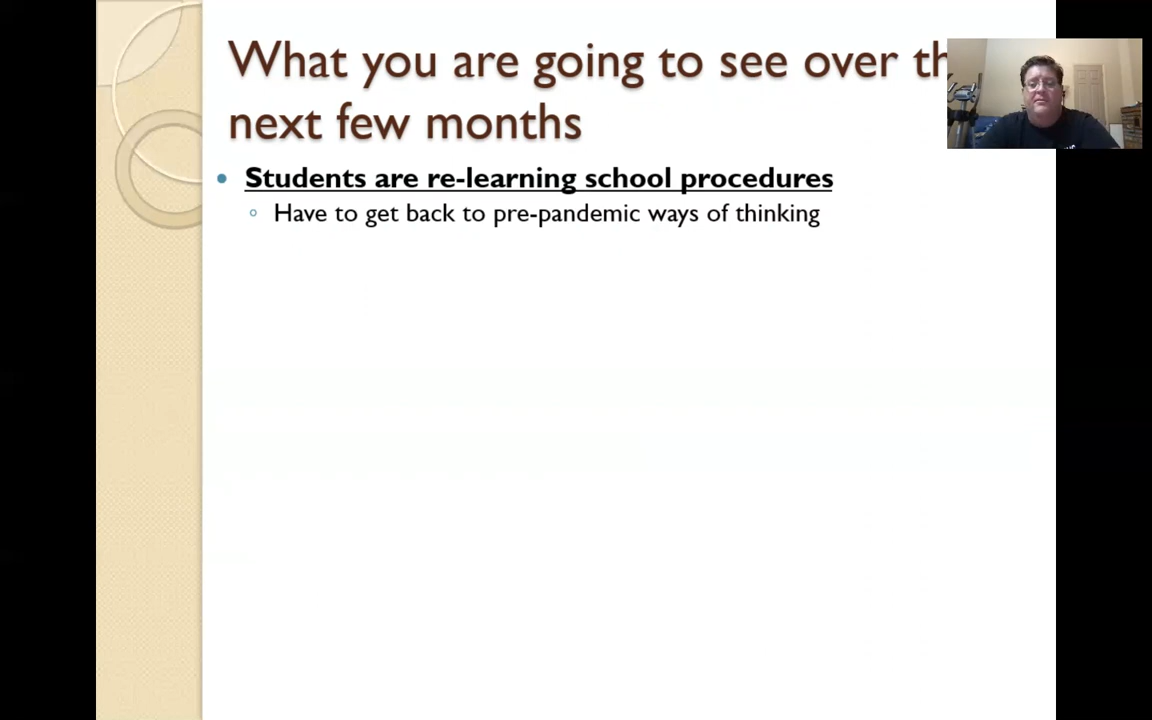 What you are going to see over
next few months
Students are re-learning school procedures
Have to get back to pre-pandemic ways of thinking